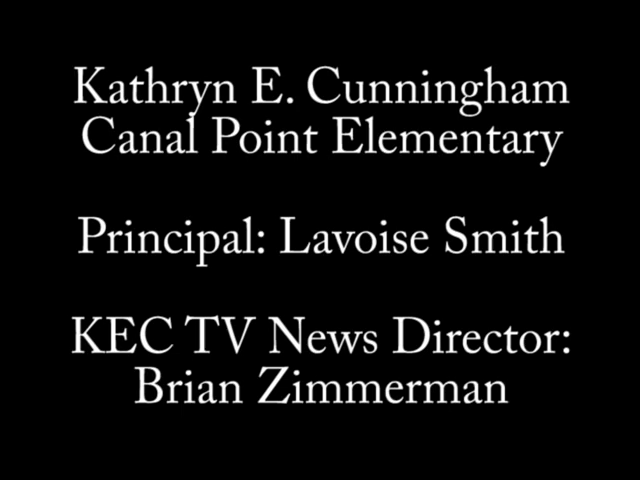 Kathryn E. Cunningham
Canal Point Elementary
Principal: Lavoise Smith
KEC TV News Director:
Brian Zimmerman